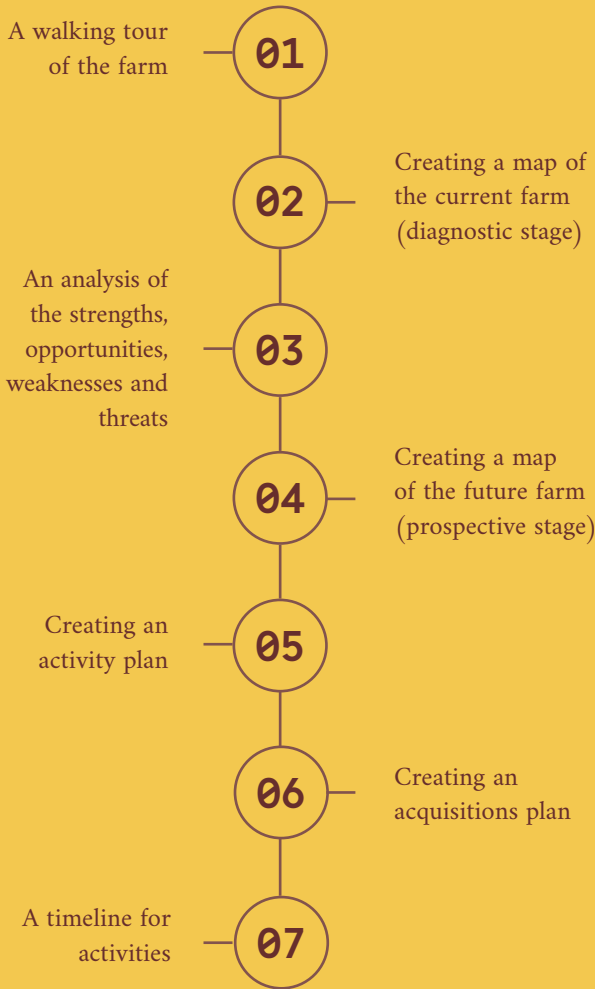 A walking tour
of the farm
01
02
Creating a map of
the current farm
(diagnostic stage)
An analysis of
the strengths,
opportunities,
weaknesses and
threats
03
04
Creating a map
of the future farm
(prospective stage)
Creating an
activity plan
05
06
Creating an
acquisitions plan
A timeline for
activities
07